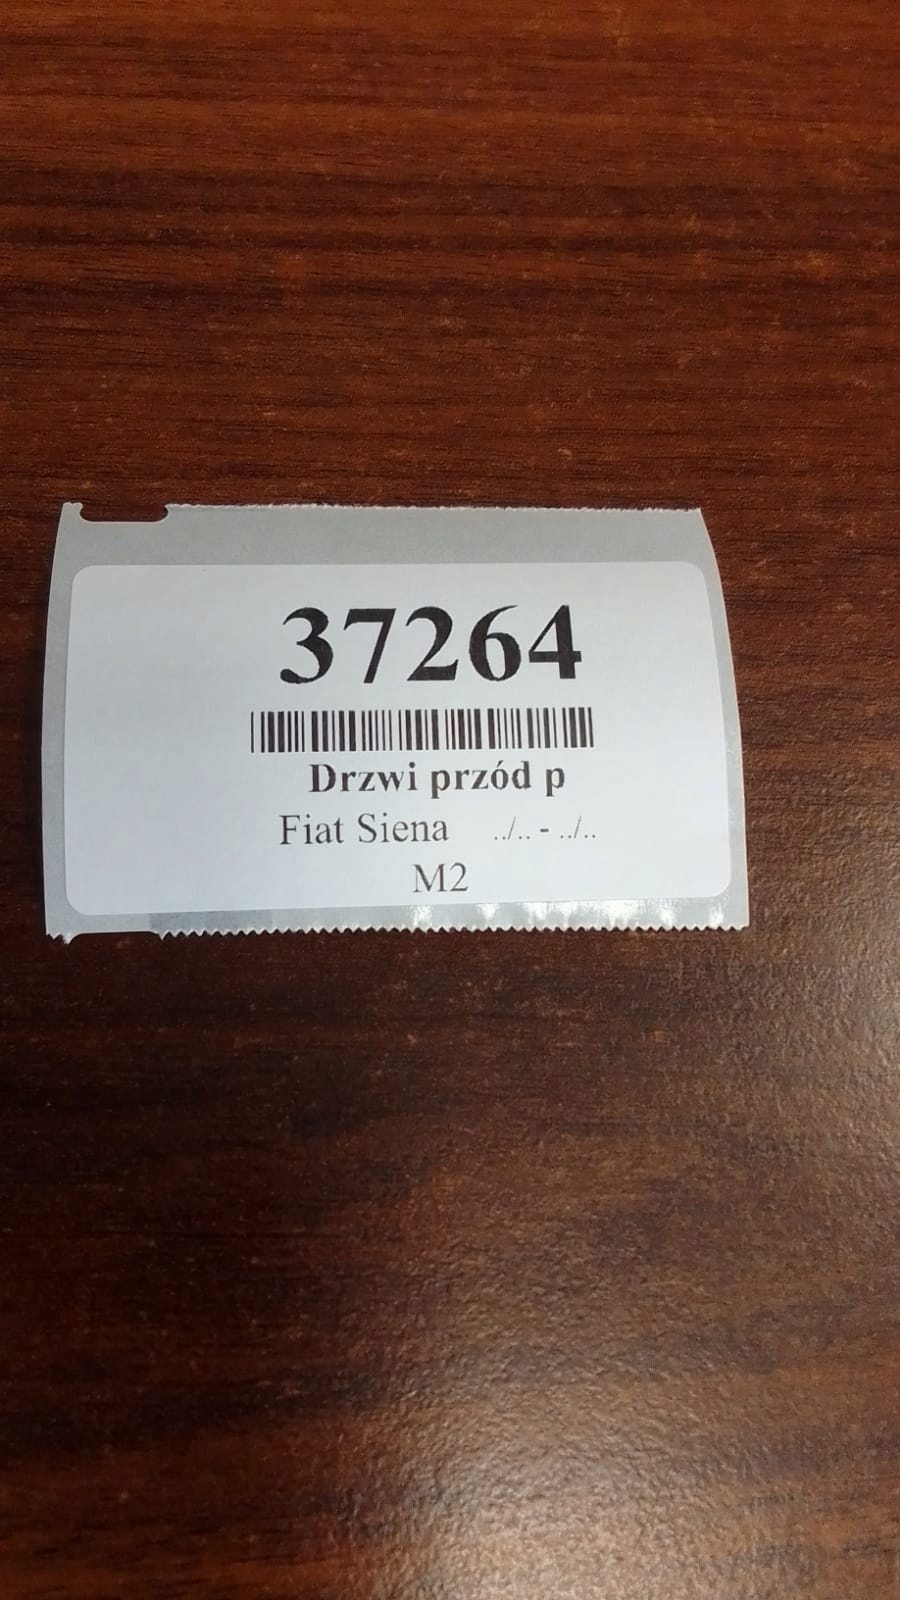 37264
Drzwi przód p
Fiat Siena ../.. - ../..
M2